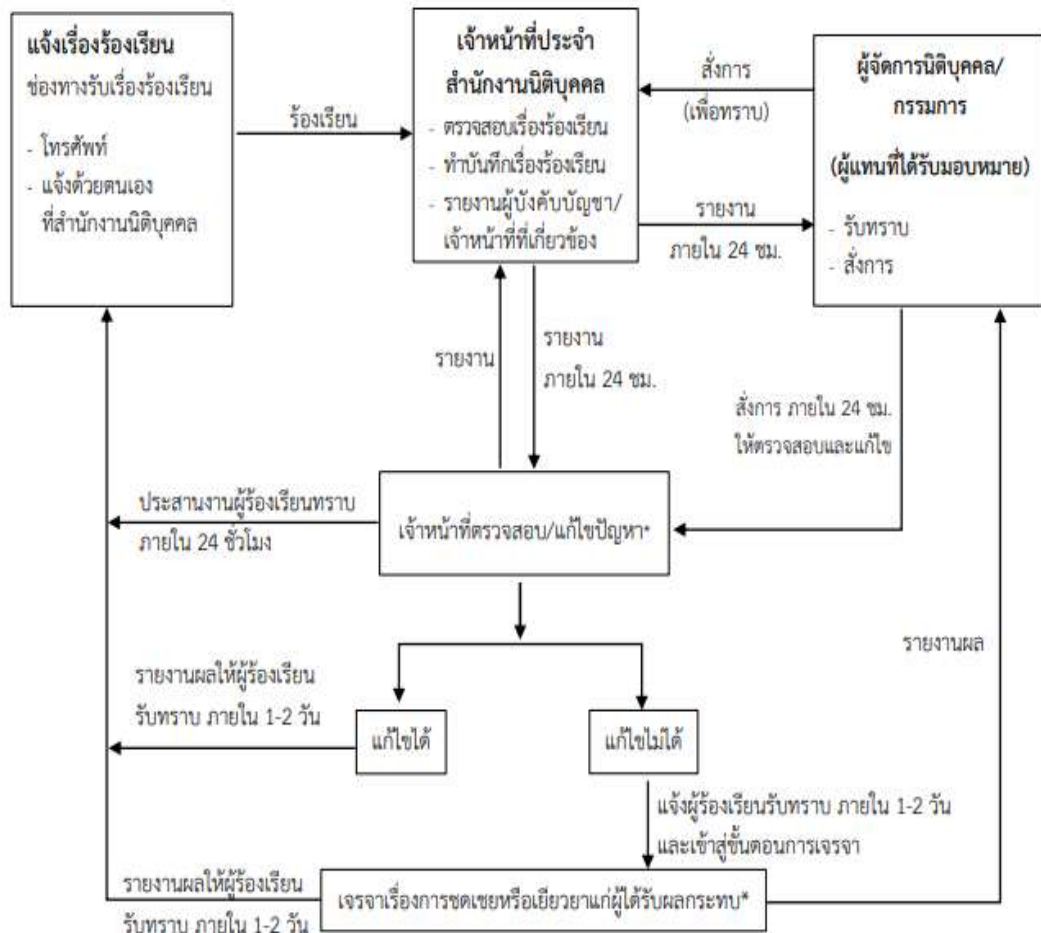 แจ้งเรื่องร้องเรียน
ช่องทางรับเรื่องร้องเรียน
- โทรศัพท์
- แจ้งด้วยตนเอง
ที่สำนักงานนิติบุคคล
ร้องเรียน
เจ้าหน้าที่ประจำ
สำนักงานนิติบุคคล
- ตรวจสอบเรื่องร้องเรียน
- ทำบันทึกเรื่องร้องเรียน
- รายงานผู้บังคับบัญชา/
เจ้าหน้าที่ที่เกี่ยวข้อง
สั่งการ
(เพื่อทราบ)
รายงาน
ภายใน 24 ชม.
ผู้จัดการนิติบุคคล/
กรรมการ
(ผู้แทนที่ได้รับมอบหมาย)
- รับทราบ
- สั่งการ
รายงาน
รายงาน
ภายใน 24 ชม.
สั่งการ ภายใน 24 ชม.
ให้ตรวจสอบและแก้ไข
ประสานงานผู้ร้องเรียนทราบ
ภายใน 24 ชั่วโมง
เจ้าหน้าที่ตรวจสอบ/แก้ไขปัญหา*
รายงานผล
รายงานผลให้ผู้ร้องเรียน
รับทราบ ภายใน 1-2 วัน
แก้ไขได้
แก้ไขไม่ได้
แจ้งผู้ร้องเรียนรับทราบ ภายใน 1-2 วัน
และเข้าสู่ขั้นตอนการเจรจา
รายงานผลให้ผู้ร้องเรียน
รับทราบ ภายใน 1-2 วัน
เจรจาเรื่องการชดเชยหรือเยียวยาแก่ผู้ได้รับผลกระทบ*